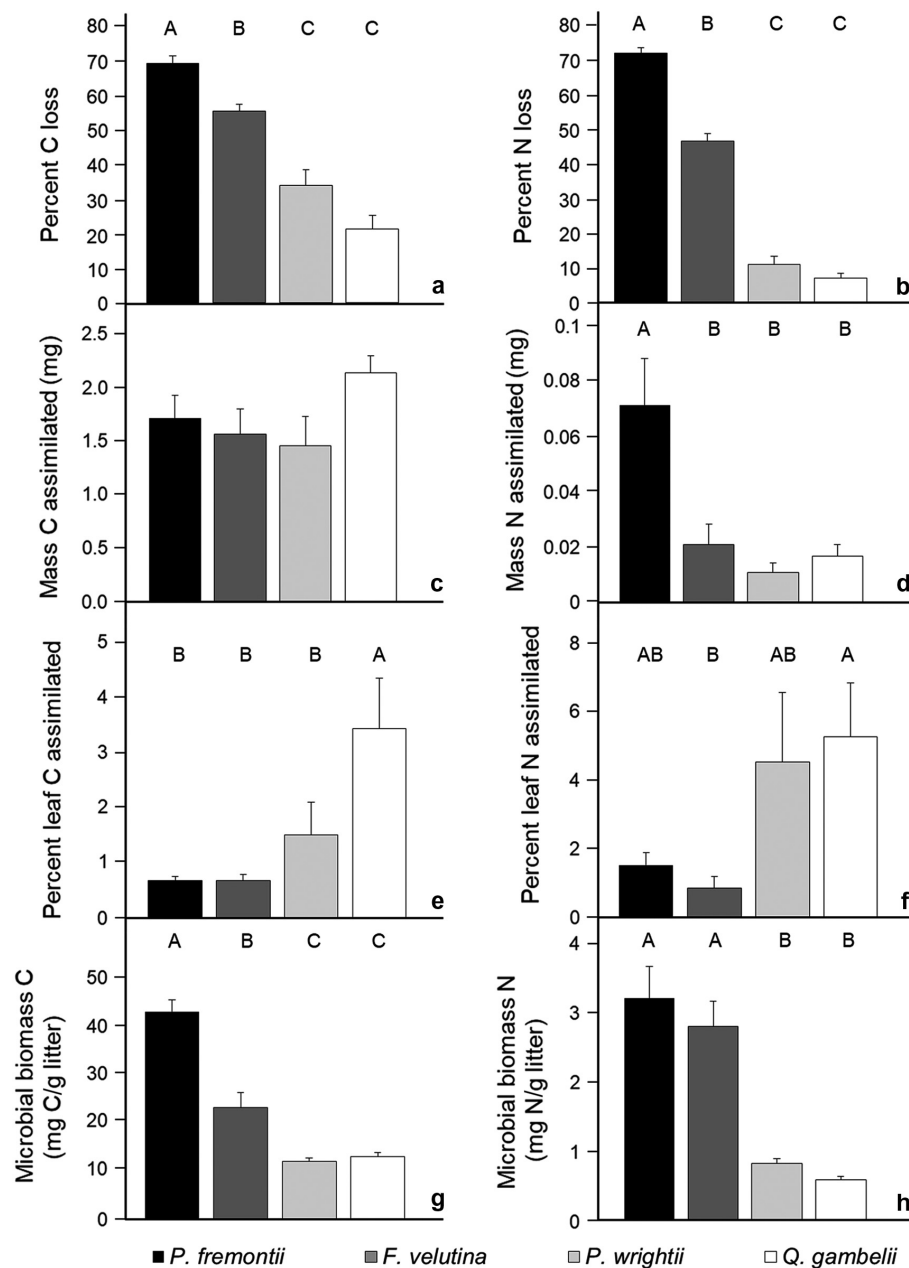 A B C C
Percent C loss
70
60
50
40
30
20
10
0
a
A B C C
Percent N loss
80
70
60
50
40
30
20
10
0
b
Mass C assimilated (mg)
2.5
2.0
1.5
1.0
0.5
0.0
c
A B B B
Mass N assimilated (mg)
0.1
0.08
0.06
0.04
0.02
0
d
B B B A
Percent leaf C assimilated
5
4
3
2
1
0
e
AB B AB A
Percent leaf N assimilated
8
6
4
2
0
f
A B C C
Microbial biomass C
(mg C/g litter)
50
40
30
20
10
0
g
A A B B
Microbial biomass N
(mg N/g litter)
4
3
2
1
0
h
P. fremontii F. velutina P. wrightii Q. gambelii